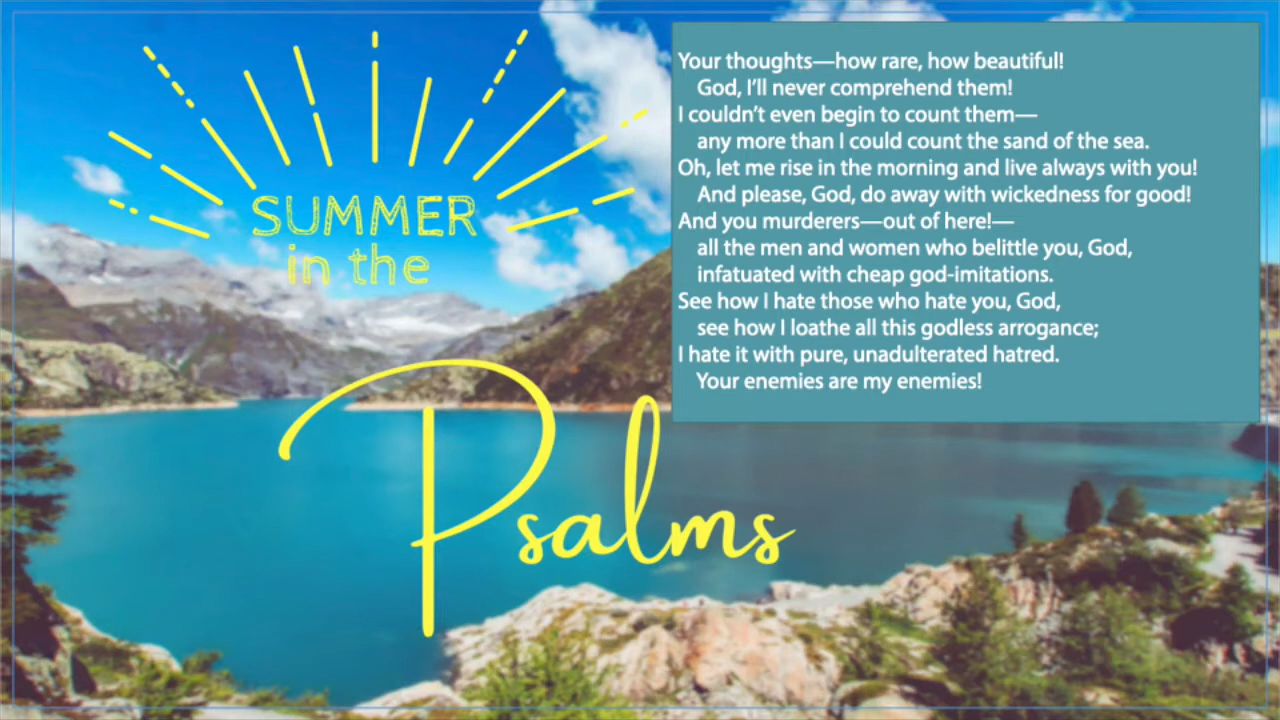 SUMMER
in the
Psalms
Your thoughts—how rare, how beautiful!
God, I’ll never comprehend them!
I couldn’t even begin to count them—
any more than I could count the sand of the sea.
Oh, let me rise in the morning and live always with you!
And please, God, do away with wickedness for good!
And you murderers—out of here!—
all the men and women who belittle you, God,
infatuated with cheap god-imitations.
See how I hate those who hate you, God,
see how I loathe all this godless arrogance;
I hate it with pure, unadulterated hatred.
Your enemies are my enemies!